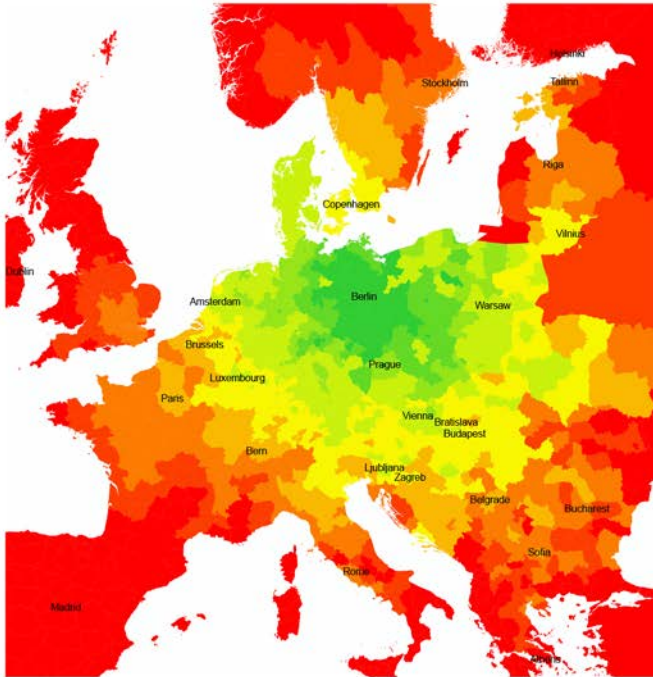 Helsinki
Tallinn
Stockholm
Riga
Copenhagen
Vilnius
Dublin
Berlin
Amsterdam
Warsaw
Brussels
Prague
Luxembourg
Paris
Vienna
Bratislava
Budapest
Bern
Ljubljana
Zagreb
Belgrade
Bucharest
Sofia
Rome
Madrid
Athens